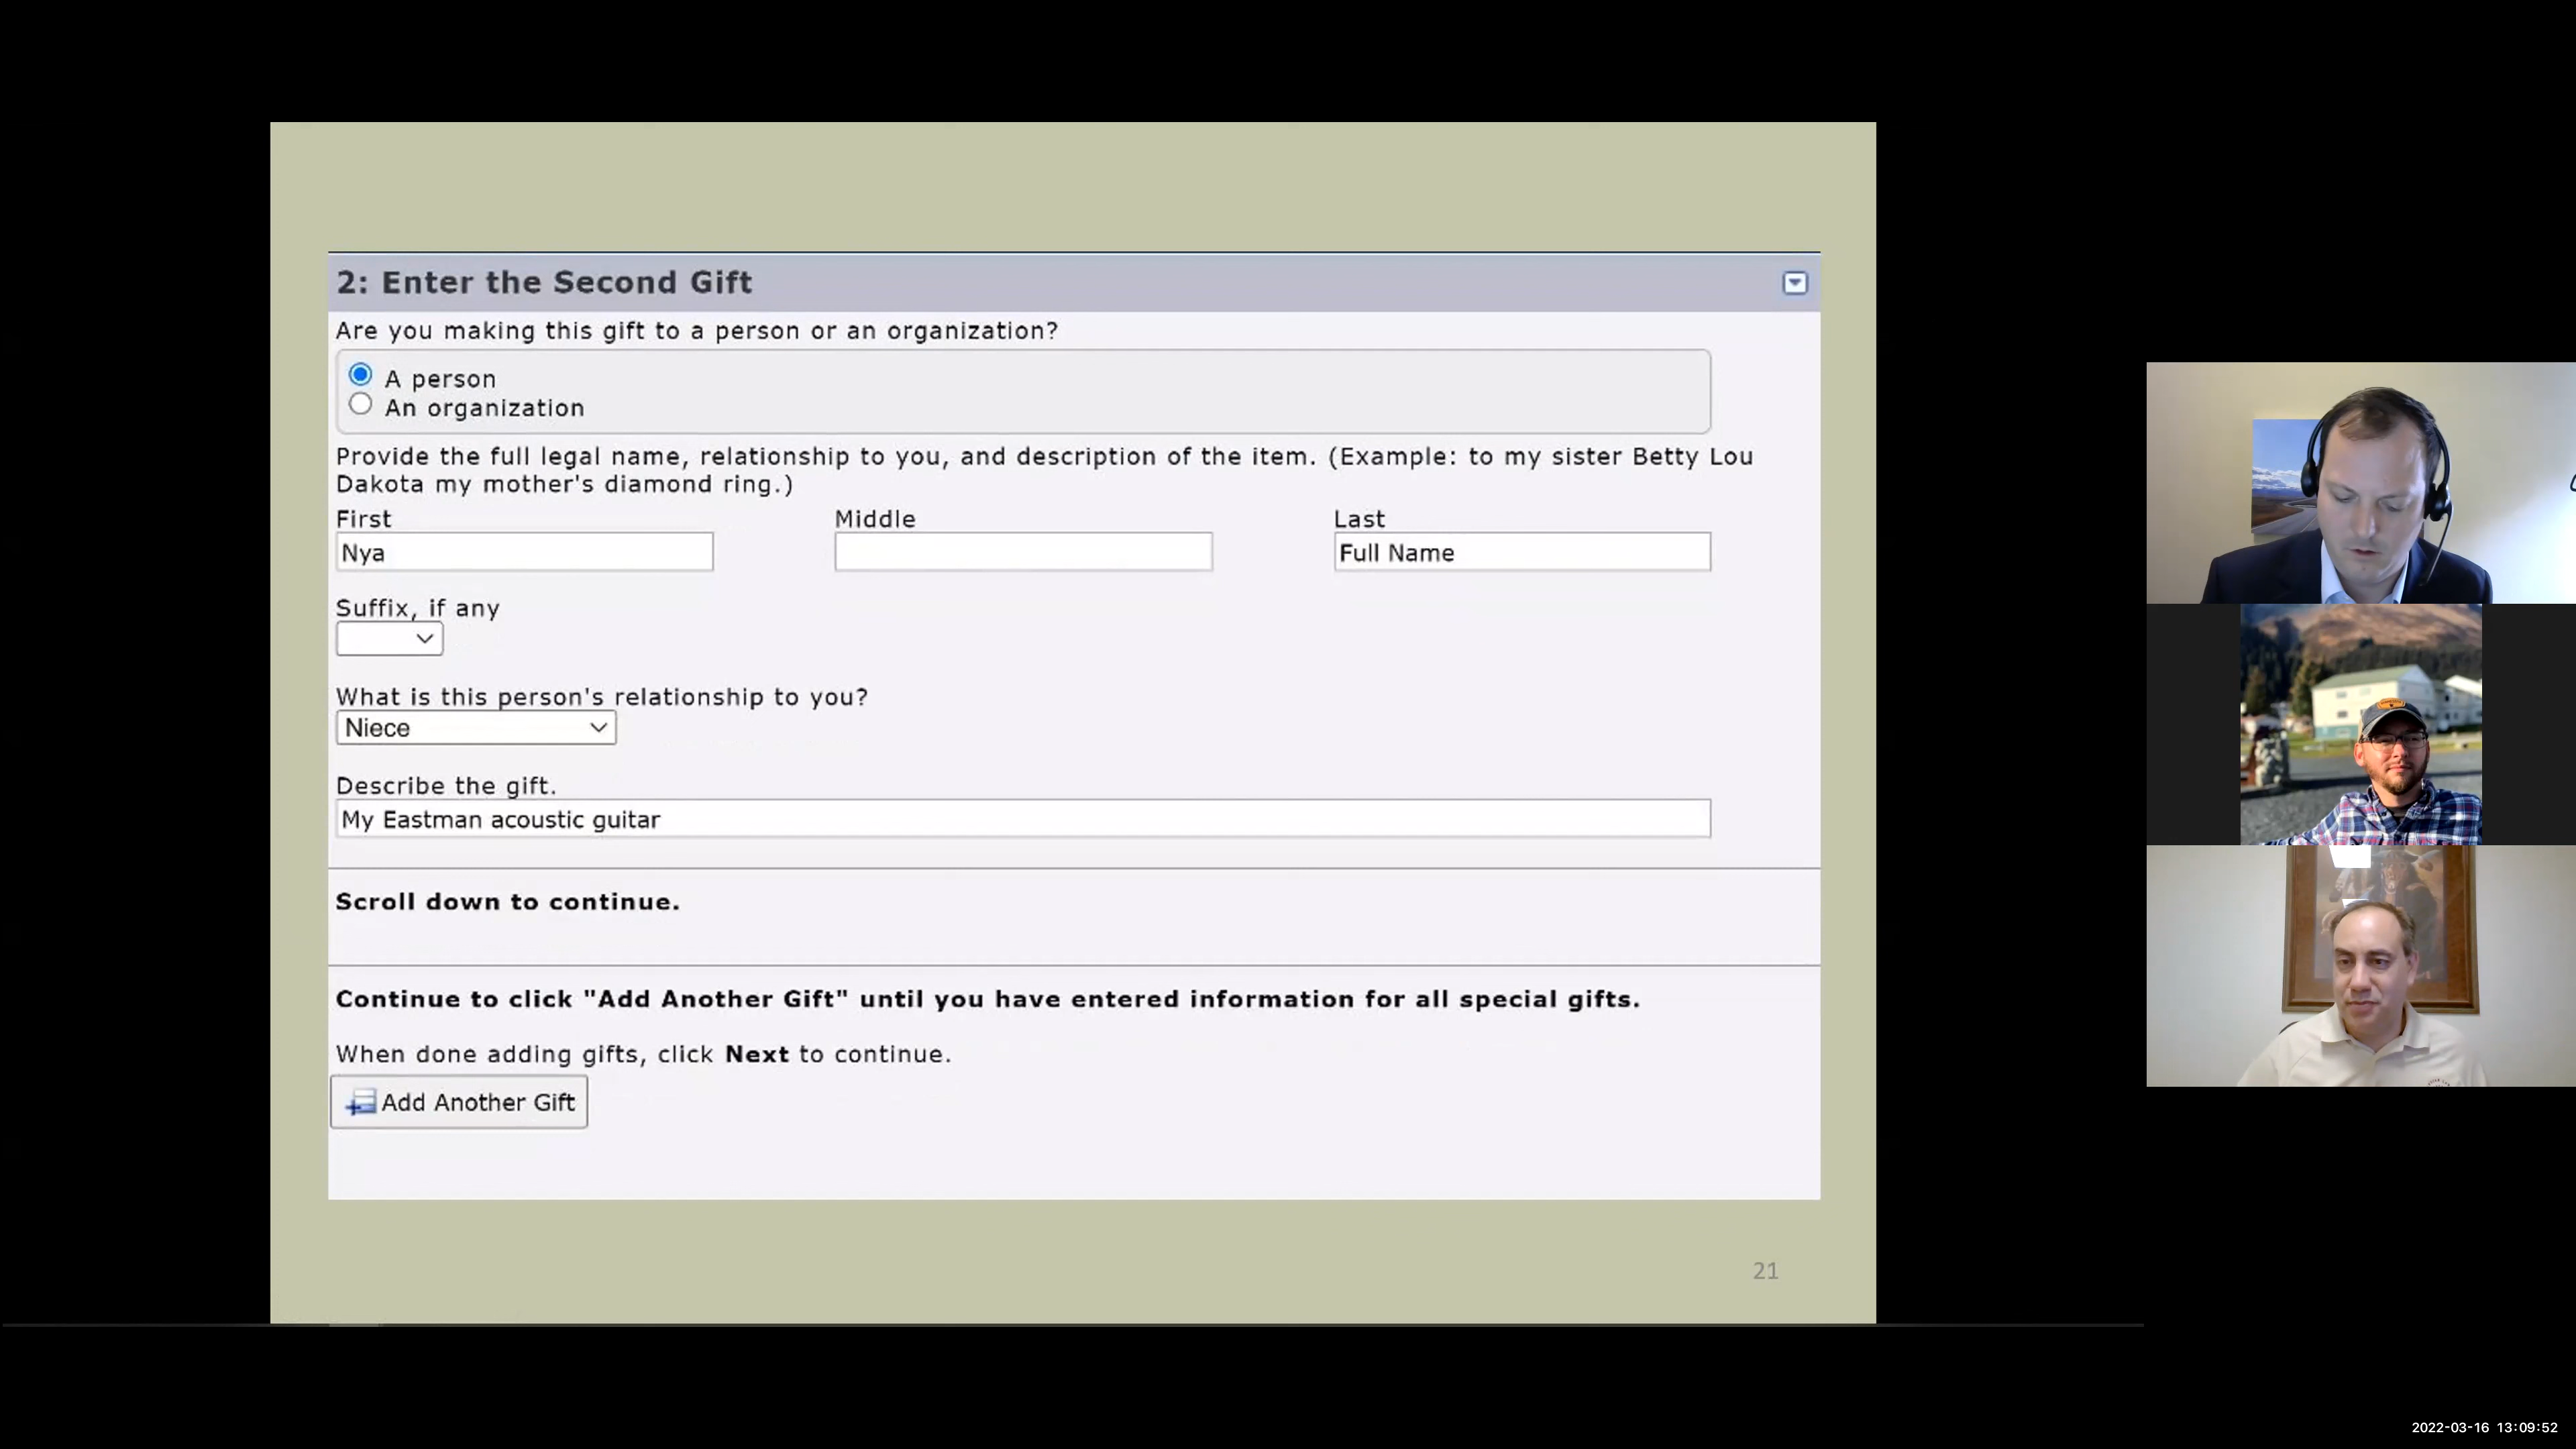 2: Enter the Second Gift
Are you making this gift to a person or an organization?
A person
An organization
Provide the full legal name, relationship to you, and description of the item. (Example: to my sister Betty Lou
Dakota my mother's diamond ring.)
First Middle Last
Nya Full Name
Suffix, if any
What is this person's relationship to you?
Niece
Describe the gift.
My Eastman acoustic guitar
Scroll down to continue.
Continue to click "Add Another Gift" until you have entered information for all special gifts.
When done adding gifts, click Next to continue.
Add Another Gift
21
2022-03-16 13:09:52